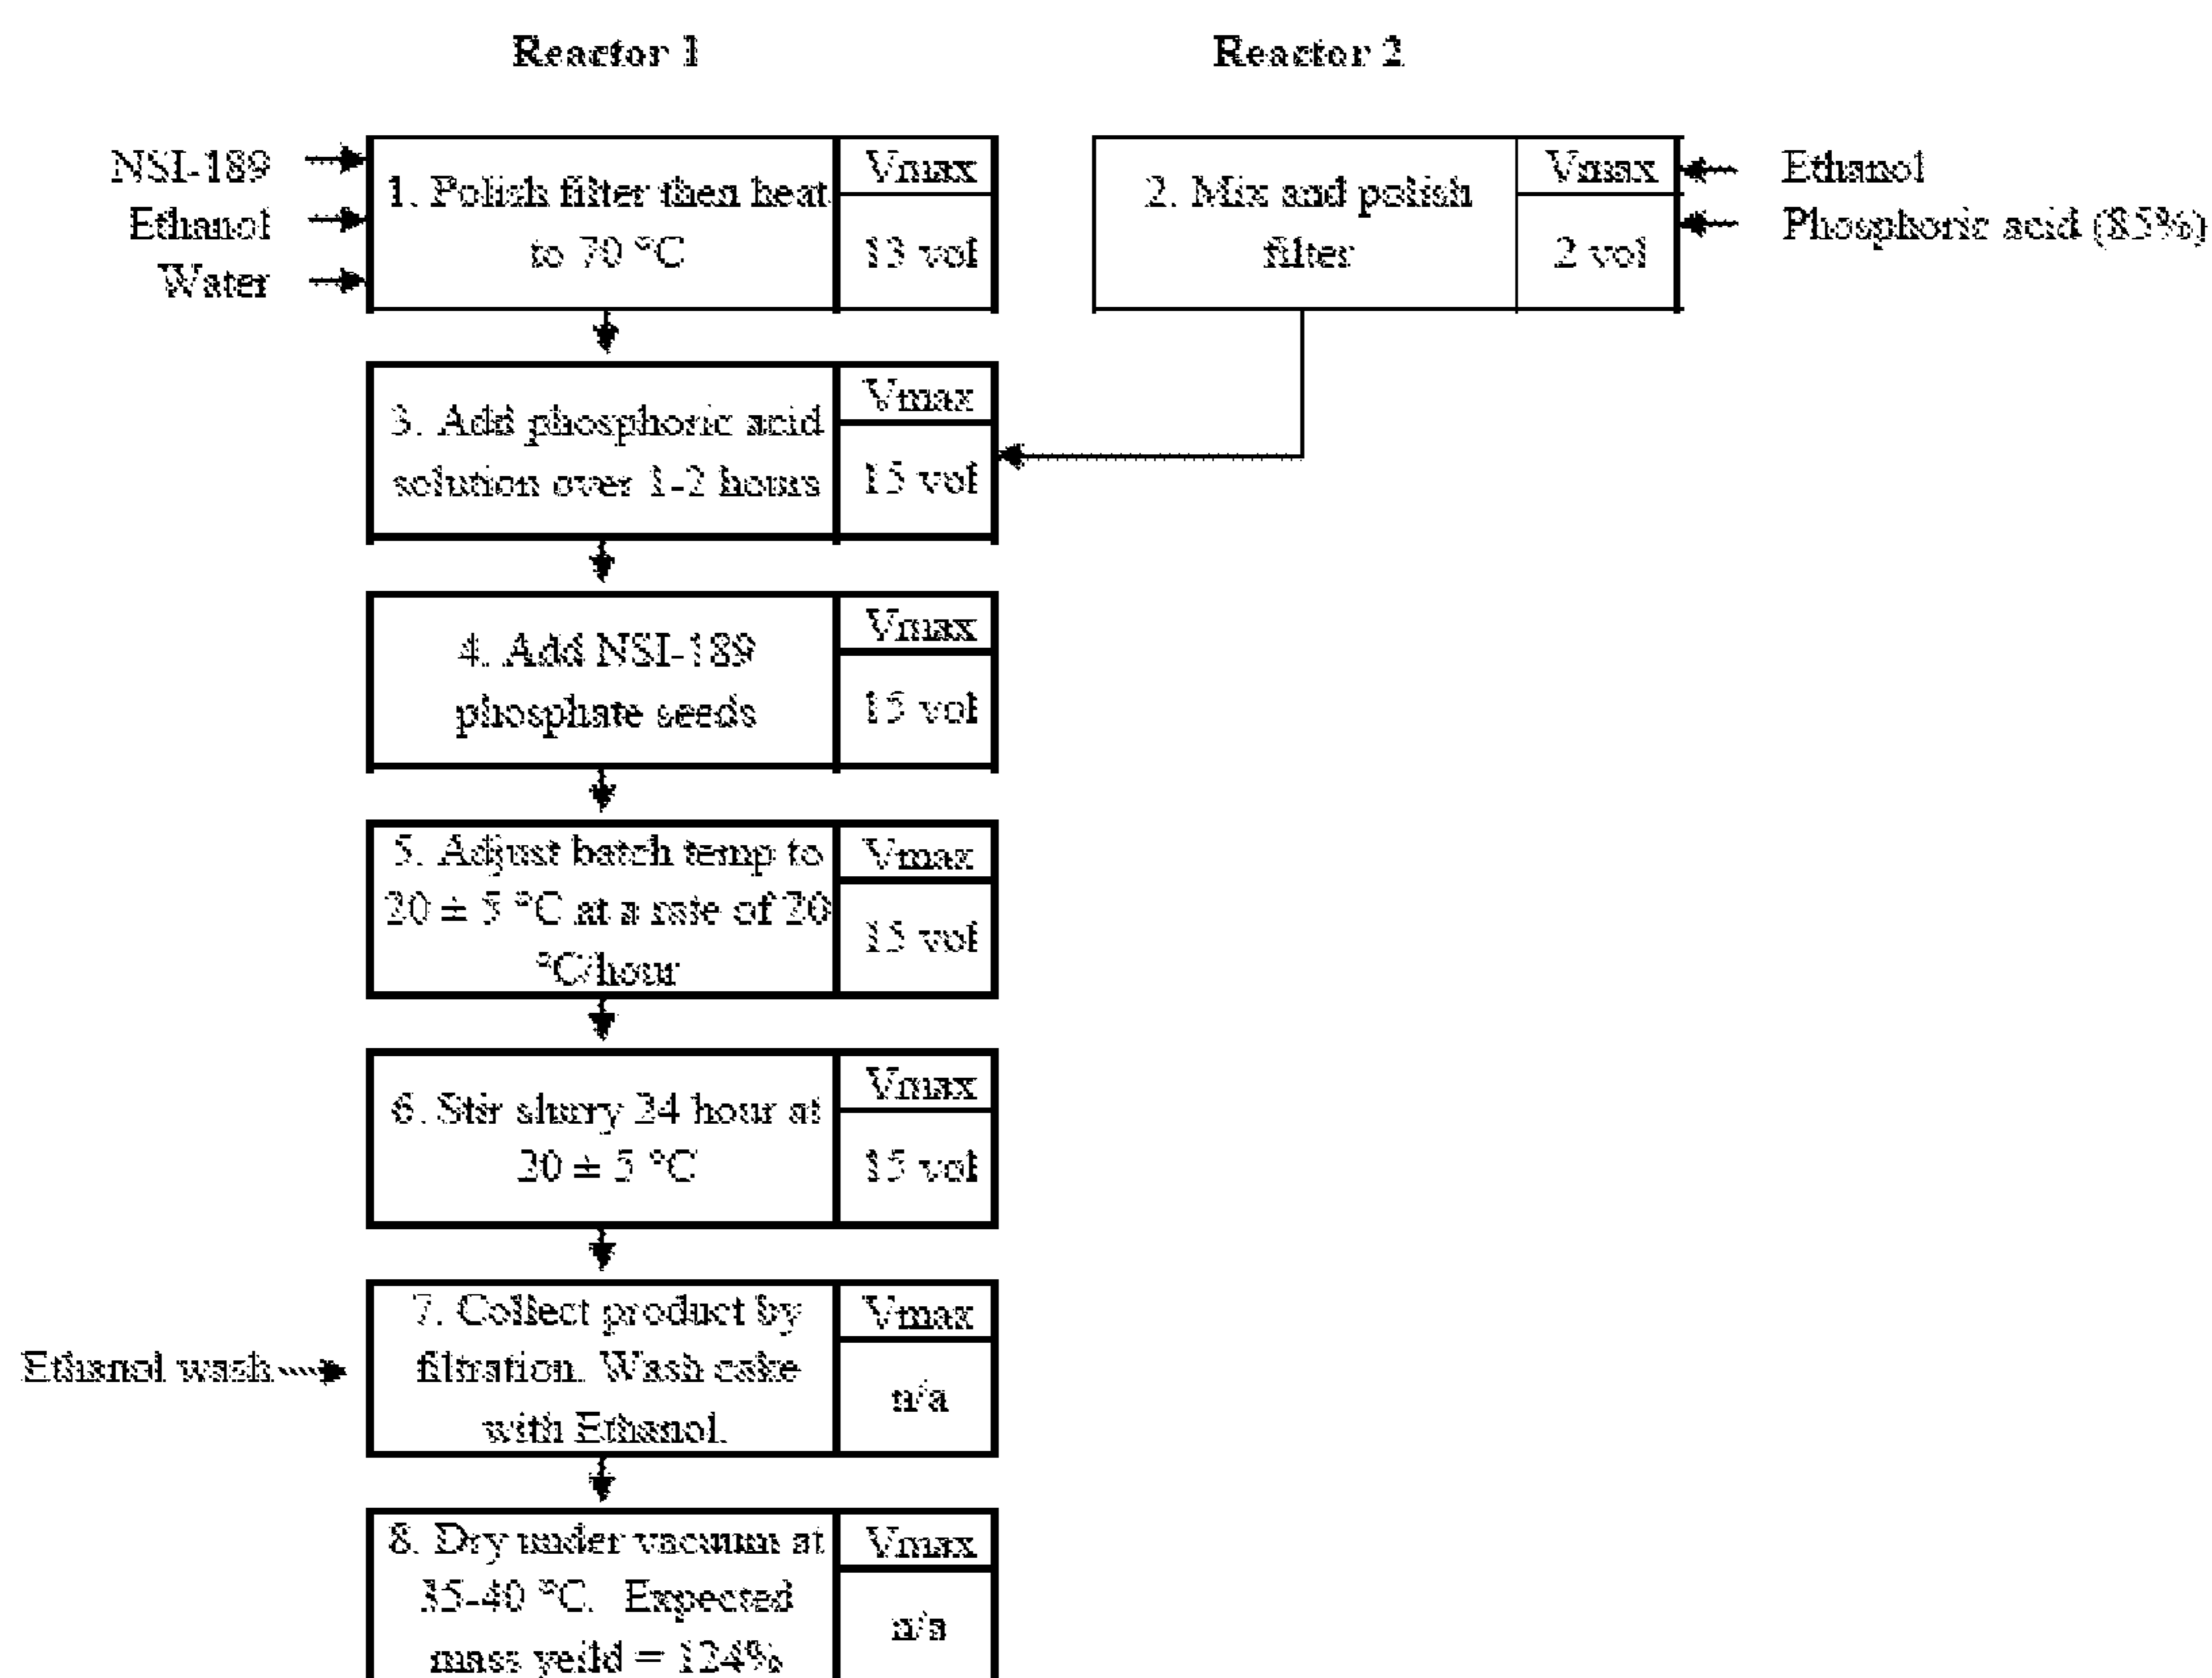 Reactor 1
Reactor 2
NSI-189
Ethanol
Water
1. Polish filter then heat
to 70 °C
Vmax
13 vol
2. Mix and polish
filter
Vmax
2 vol
Ethanol
Phosphoric acid (85%)
3. Add phosphoric acid
solution over 1-2 hours
Vmax
15 vol
4. Add NSI-189
phosphate seeds
Vmax
15 vol
5. Adjust batch temp to
20 ± 5 °C at a rate of 20
°C/hour
Vmax
15 vol
6. Stir slurry 24 hour at
20 ± 5 °C
Vmax
15 vol
Ethanol wash
7. Collect product by
filtration. Wash cake
with Ethanol.
Vmax
n/a
8. Dry under vacuum at
35-40 °C. Expected
mass yeild = 124%
Vmax
n/a